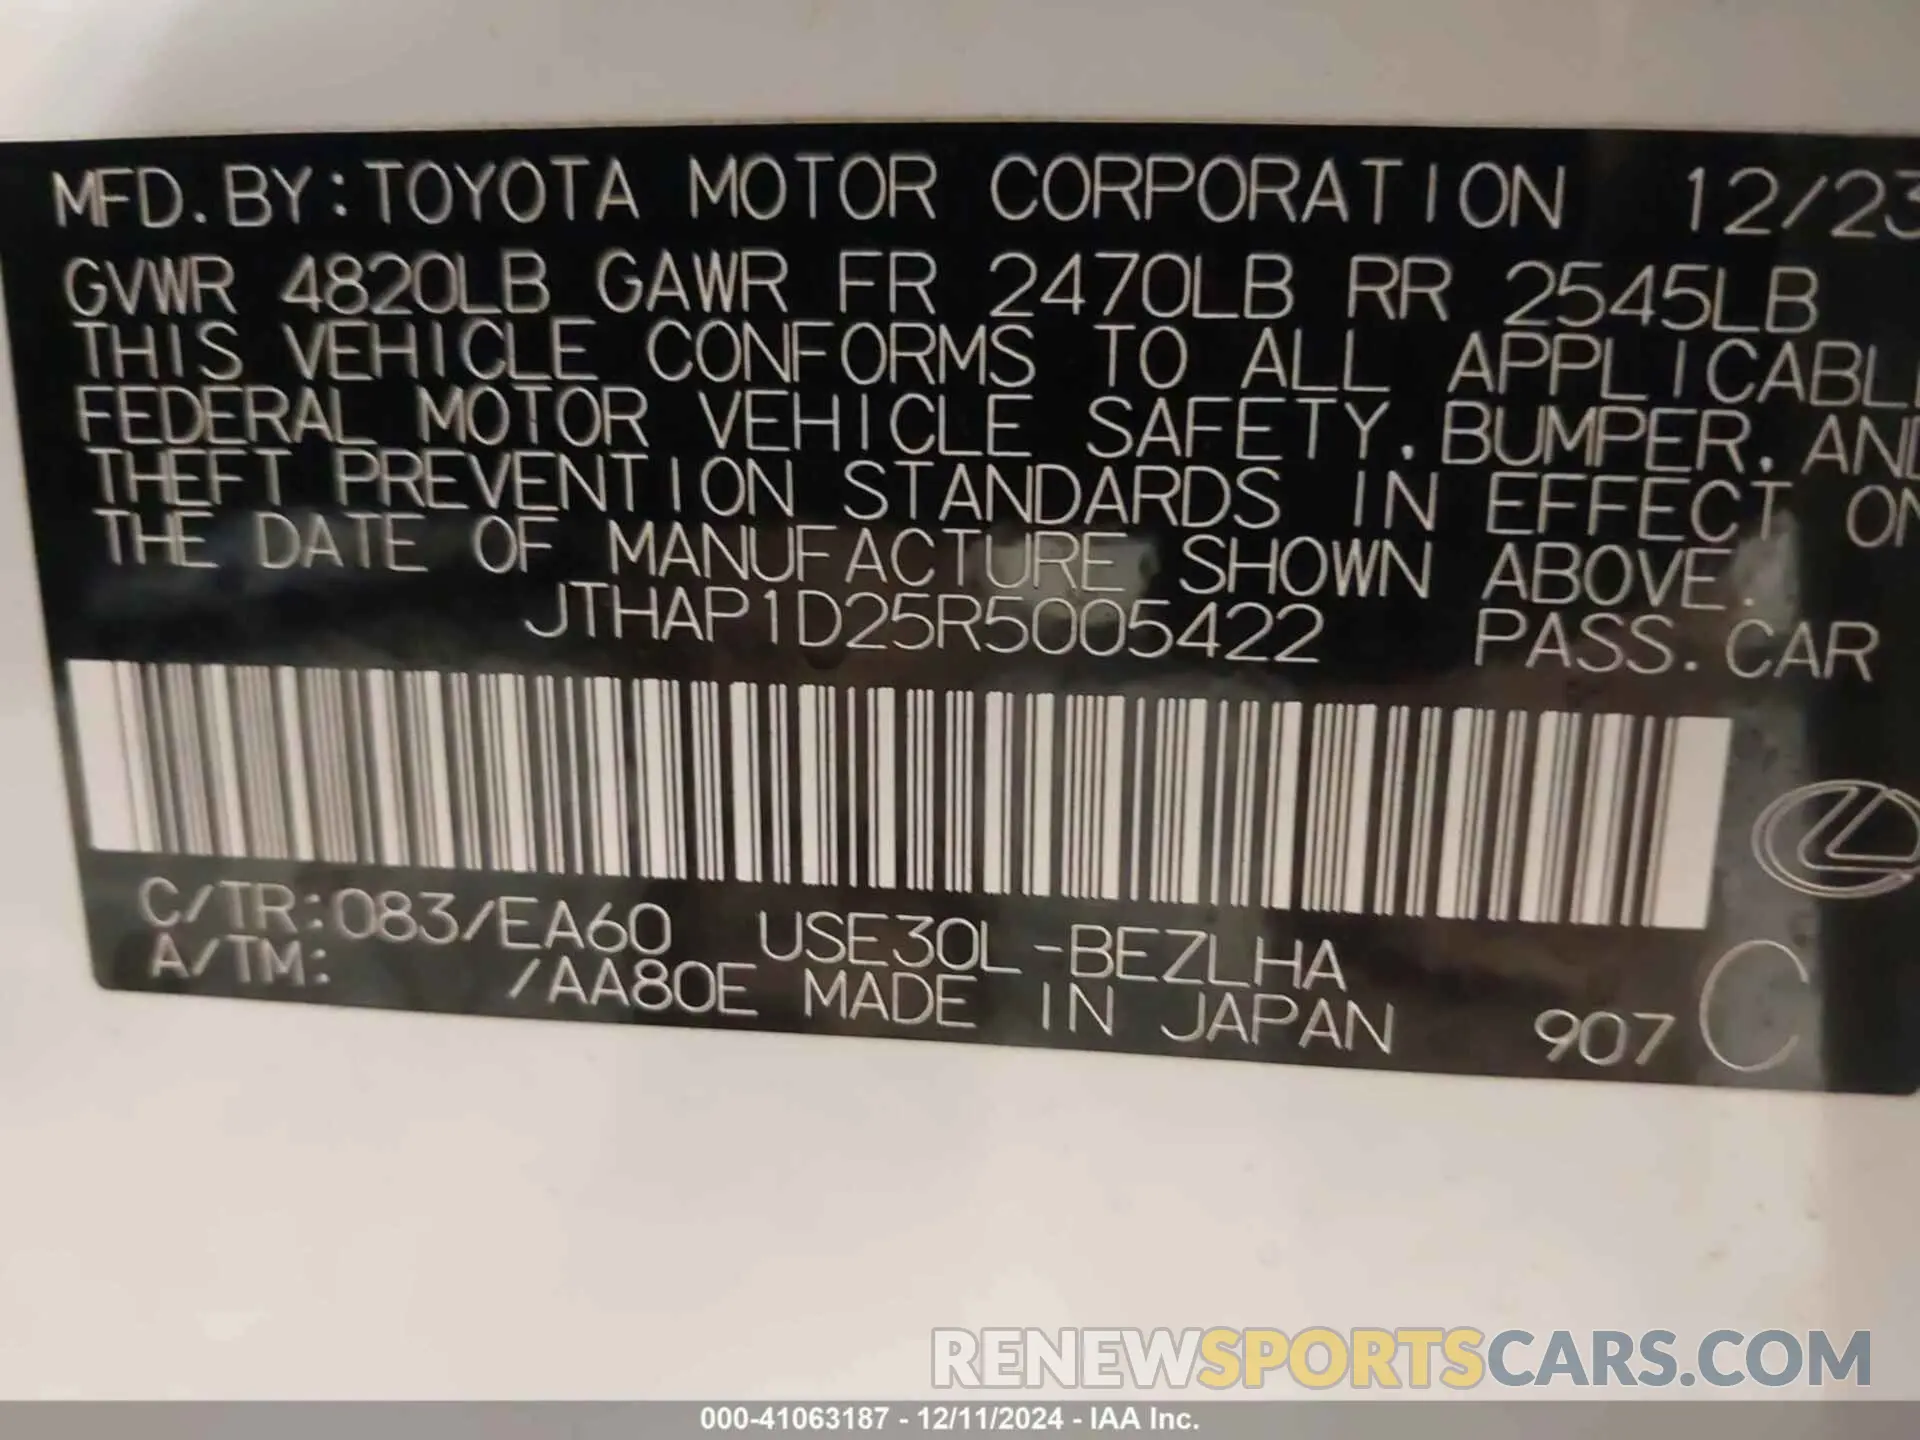 MFD. BY: TOYOTA MOTOR CORPORATION 12/23
GVWR 4820LB GAWR FR 2470LB RR 2545LB
THIS VEHICLE CONFORMS TO ALL APPLICABLE
FEDERAL MOTOR VEHICLE SAFETY, BUMPER, AND
THEFT PREVENTION STANDARDS IN EFFECT ON
THE DATE OF MANUFACTURE SHOWN ABOVE.
JTHAP1D25R5005422 PASS. CAR
C/TR: 083/EA60 USE30L-BEZLHA
A/TM: /AA80E MADE IN JAPAN 907 C
RENEWSPORTSCARS.COM
000-41063187 - 12/11/2024 - IAA Inc.